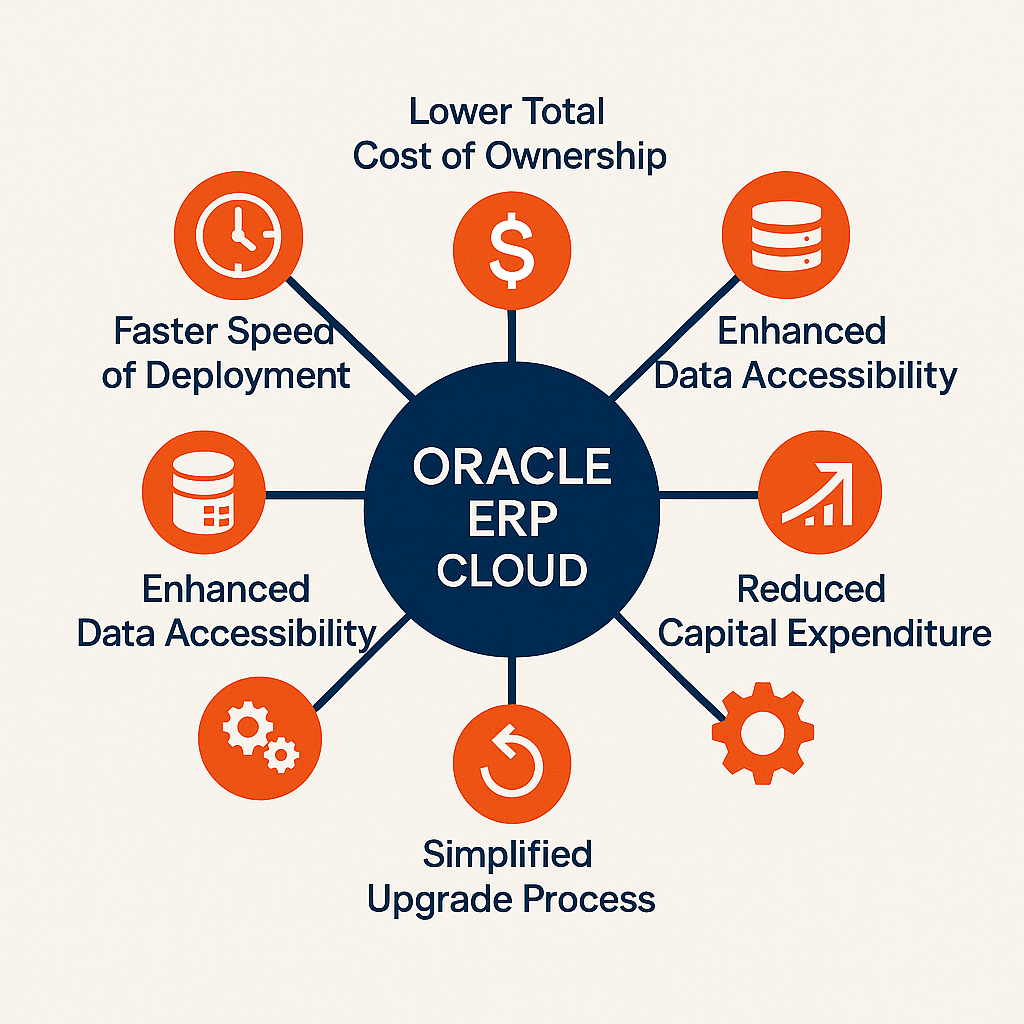 Lower Total
Cost of Ownership
Faster Speed
of Deployment
Enhanced
Data Accessibility
ORACLE
ERP
CLOUD
Enhanced
Data Accessibility
Reduced
Capital Expenditure
Simplified
Upgrade Process